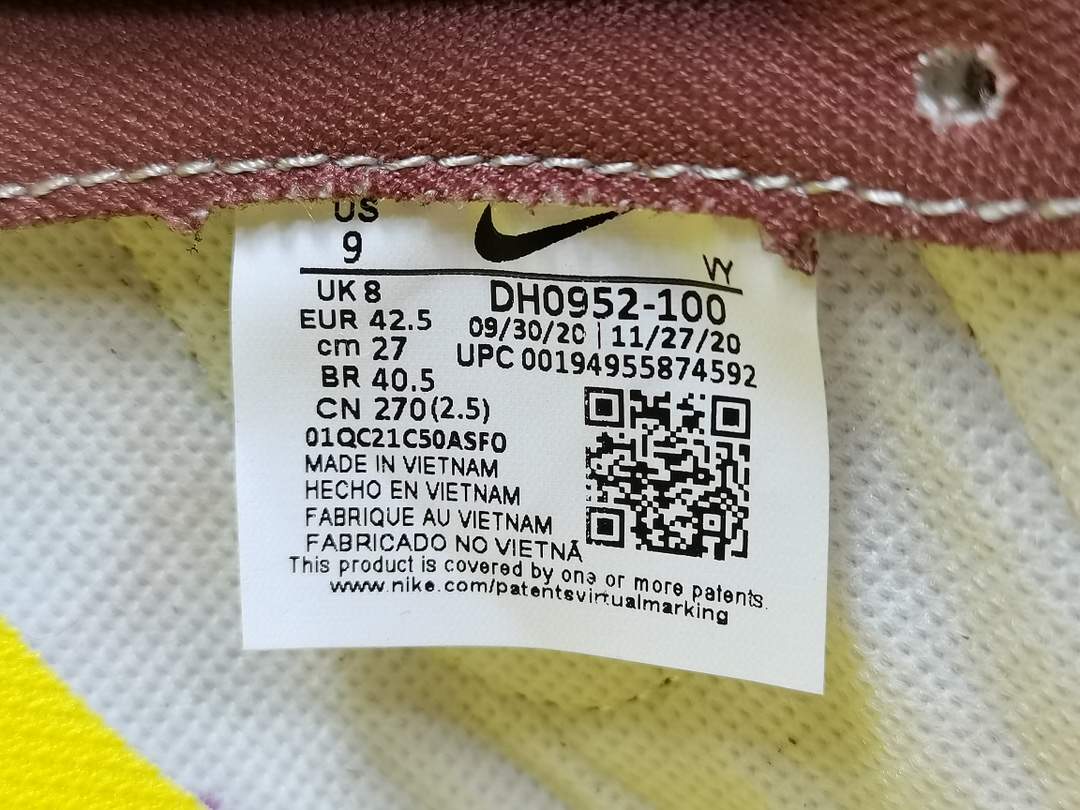 US
9
VY
UK 8
EUR 42.5
cm 27
BR 40.5
CN 270(2.5)
DH0952-100
09/30/20 | 11/27/20
UPC 00194955874592
01QC21C50ASFO
MADE IN VIETNAM
HECHO EN VIETNAM
FABRIQUE AU VIETNAM
FABRICADO NO VIETNÃ
This product is covered by one or more patents.
www.nike.com/patentsvirtualmarking